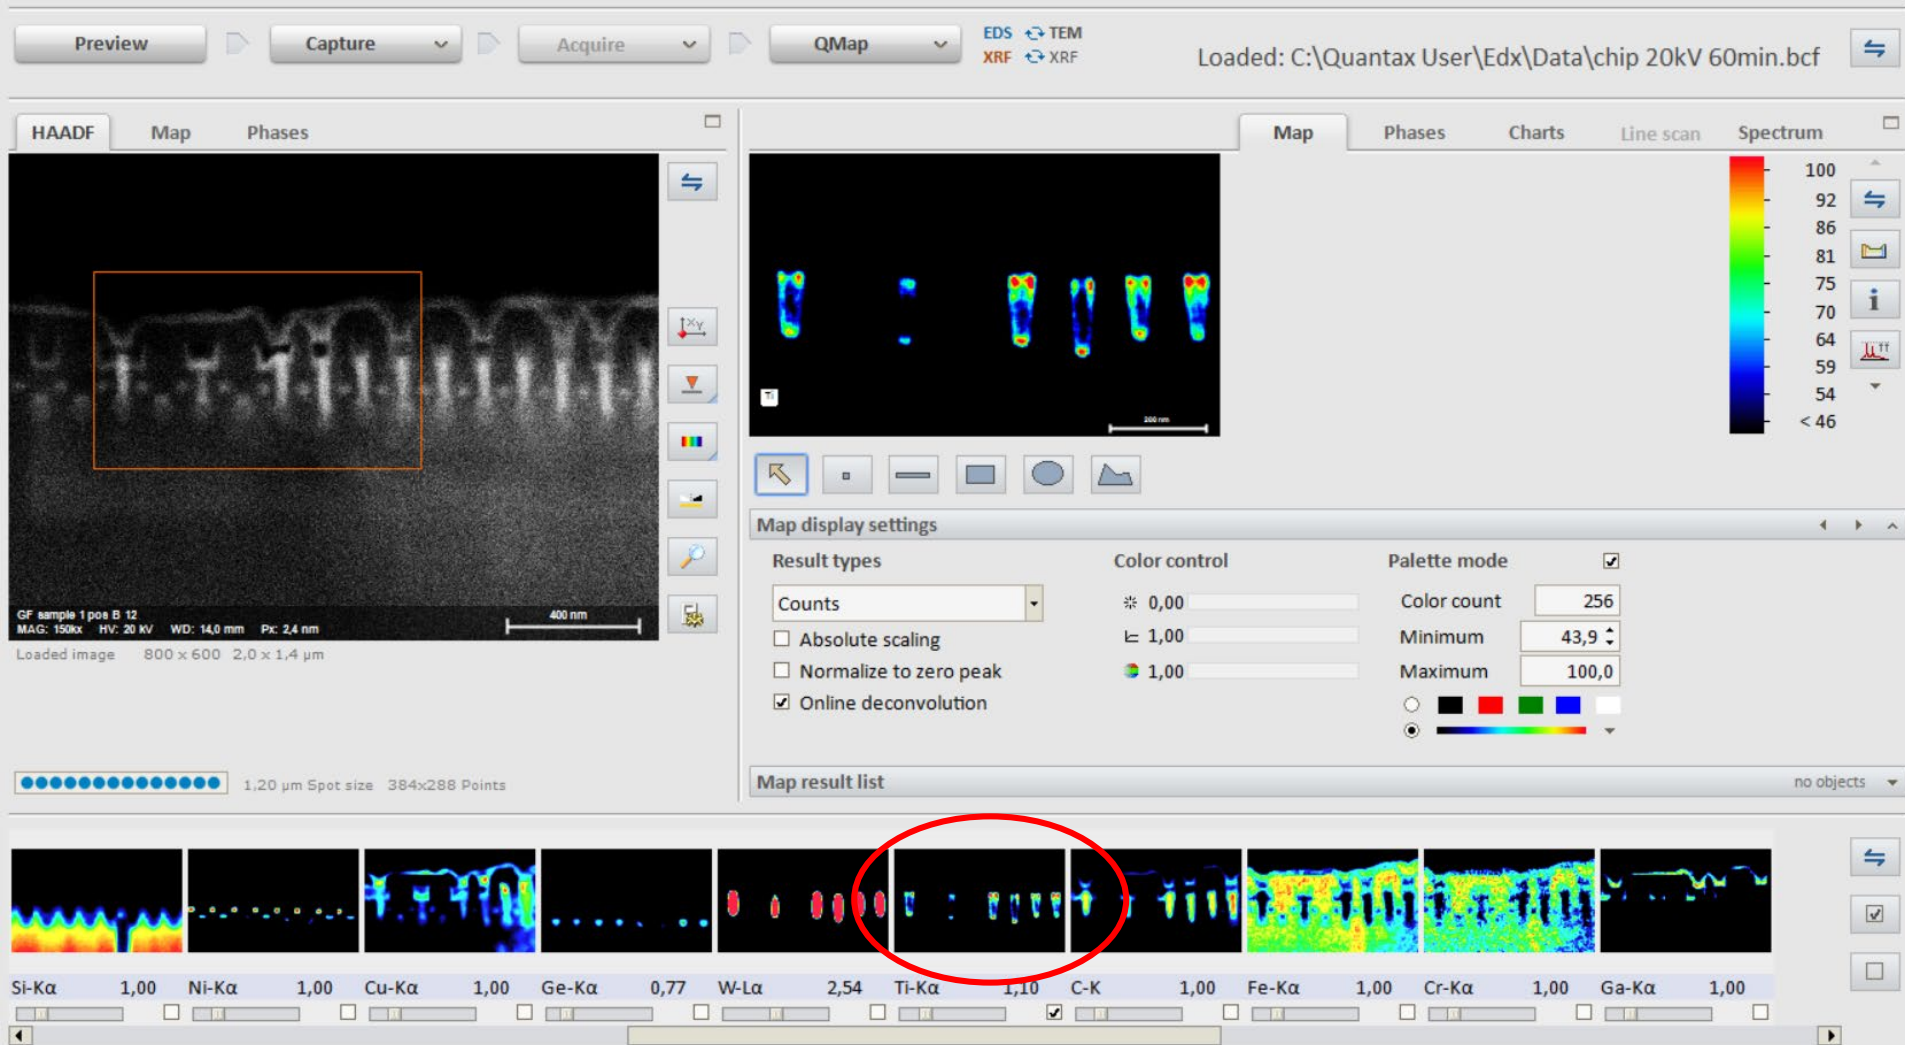 Preview
Capture
Acquire
QMap
EDS TEM
XRF XRF
Loaded: C:\Quantax User\Edx\Data\chip 20kV 60min.bcf
HAADF Map Phases
Map Phases Charts Line scan Spectrum
100
92
86
81
75
70
64
59
54
< 46
Ti
200 nm
GF sample 1 pos B 12
MAG: 150kx HV: 20 kV WD: 14,0 mm Px: 2,4 nm
400 nm
Loaded image 800 x 600 2,0 x 1,4 µm
Map display settings
Result types
Counts
Absolute scaling
Normalize to zero peak
Online deconvolution
Color control
0,00
1,00
1,00
Palette mode
Color count 256
Minimum 43,9
Maximum 100,0
1,20 µm Spot size 384x288 Points
Map result list
no objects
Si-Kα 1,00 Ni-Kα 1,00 Cu-Kα 1,00 Ge-Kα 0,77 W-Lα 2,54 Ti-Kα 1,10 C-K 1,00 Fe-Kα 1,00 Cr-Kα 1,00 Ga-Kα 1,00